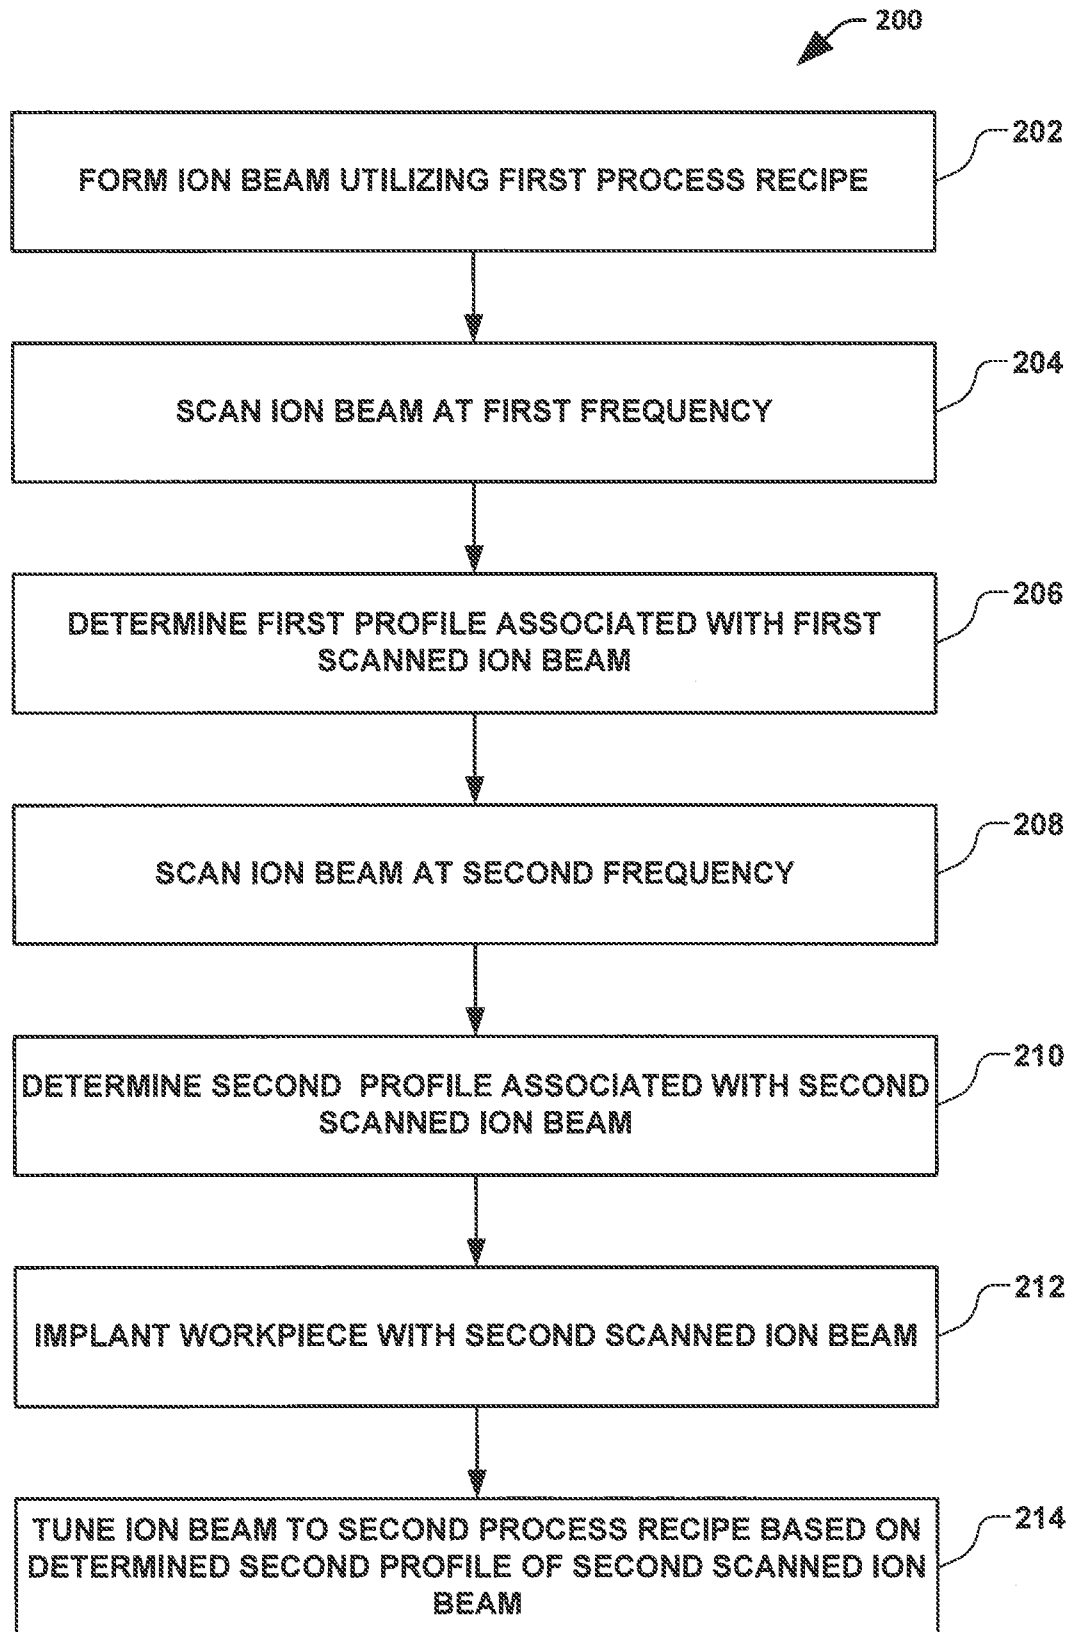 200
202
FORM ION BEAM UTILIZING FIRST PROCESS RECIPE
204
SCAN ION BEAM AT FIRST FREQUENCY
206
DETERMINE FIRST PROFILE ASSOCIATED WITH FIRST
SCANNED ION BEAM
208
SCAN ION BEAM AT SECOND FREQUENCY
210
DETERMINE SECOND PROFILE ASSOCIATED WITH SECOND
SCANNED ION BEAM
212
IMPLANT WORKPIECE WITH SECOND SCANNED ION BEAM
214
TUNE ION BEAM TO SECOND PROCESS RECIPE BASED ON
DETERMINED SECOND PROFILE OF SECOND SCANNED ION
BEAM